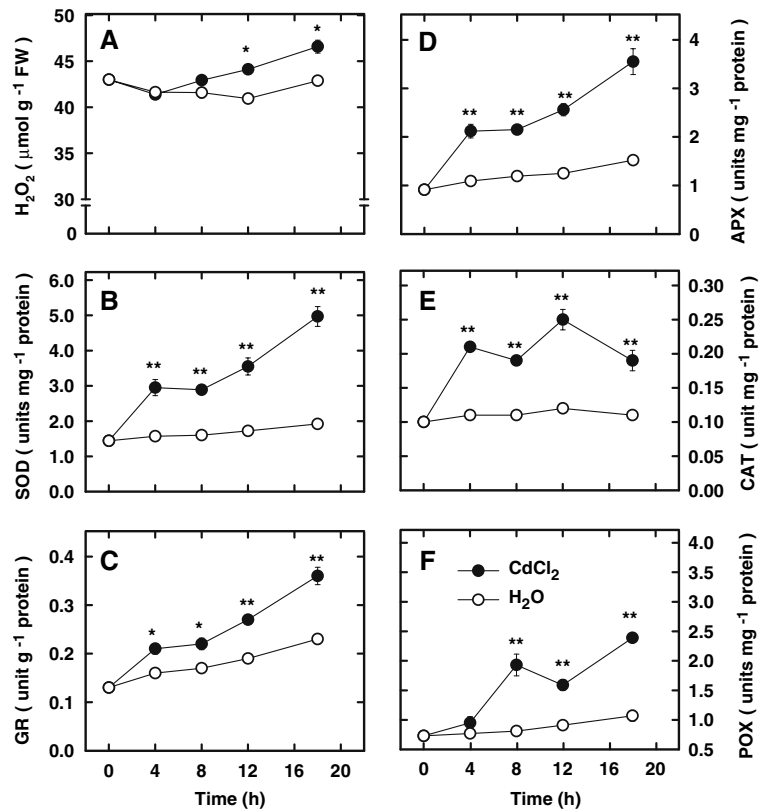 A
H₂O₂ ( μmol g⁻¹ FW )
50
45
40
35
30
0
* *
D
APX ( units mg⁻¹ protein )
4
3
2
1
0
** ** ** **
B
SOD ( units mg⁻¹ protein )
6.0
5.0
4.0
3.0
2.0
1.0
0.0
** ** ** **
E
CAT ( unit mg⁻¹ protein )
0.30
0.25
0.20
0.15
0.10
0.05
0.00
** ** ** **
C
GR ( unit g⁻¹ protein )
0.4
0.3
0.2
0.1
0.0
* * ** **
0 4 8 12 16 20
Time (h)
F
CdCl₂
H₂O
POX ( units mg⁻¹ protein )
4.0
3.5
3.0
2.5
2.0
1.5
1.0
0.5
** ** **
0 4 8 12 16 20
Time (h)